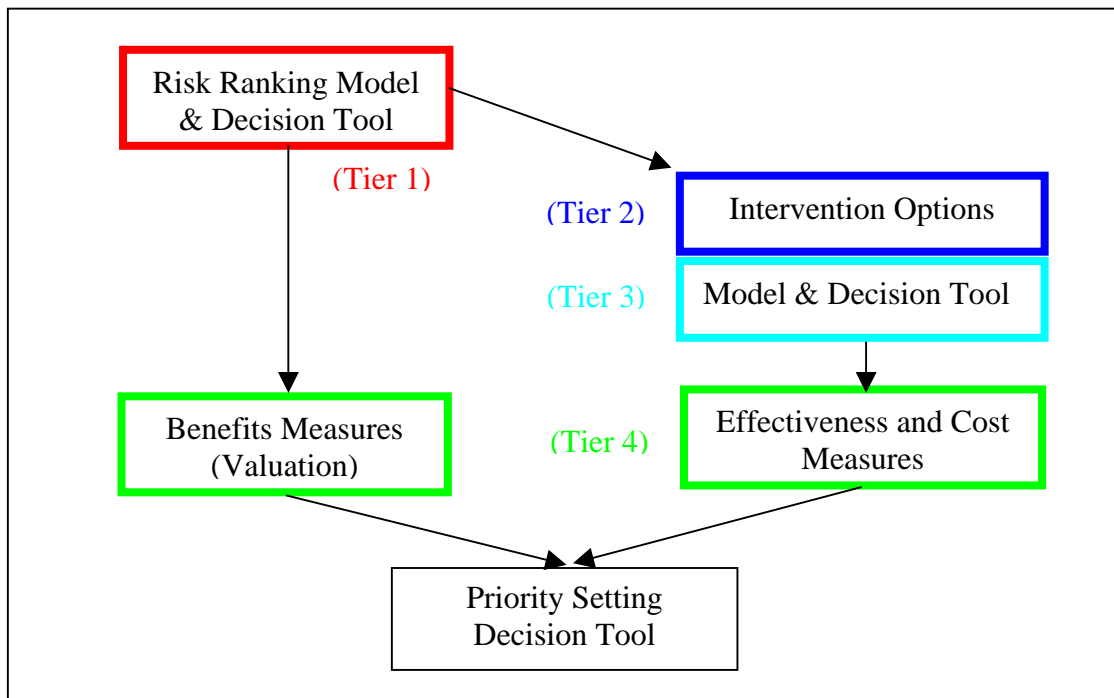 Risk Ranking Model
& Decision Tool
(Tier 1)
(Tier 2)
Intervention Options
(Tier 3)
Model & Decision Tool
Benefits Measures
(Valuation)
(Tier 4)
Effectiveness and Cost
Measures
Priority Setting
Decision Tool